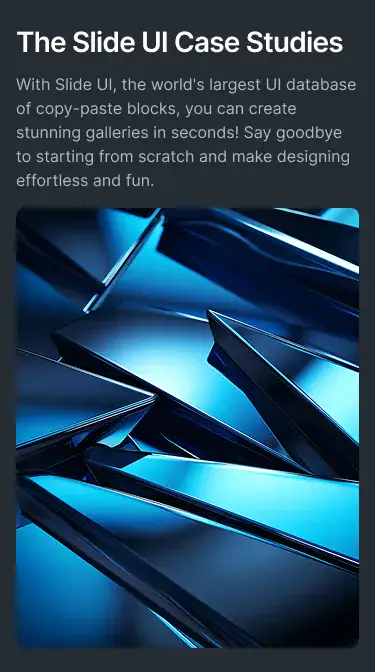 The Slide UI Case Studies
With Slide UI, the world's largest UI database
of copy-paste blocks, you can create
stunning galleries in seconds! Say goodbye
to starting from scratch and make designing
effortless and fun.